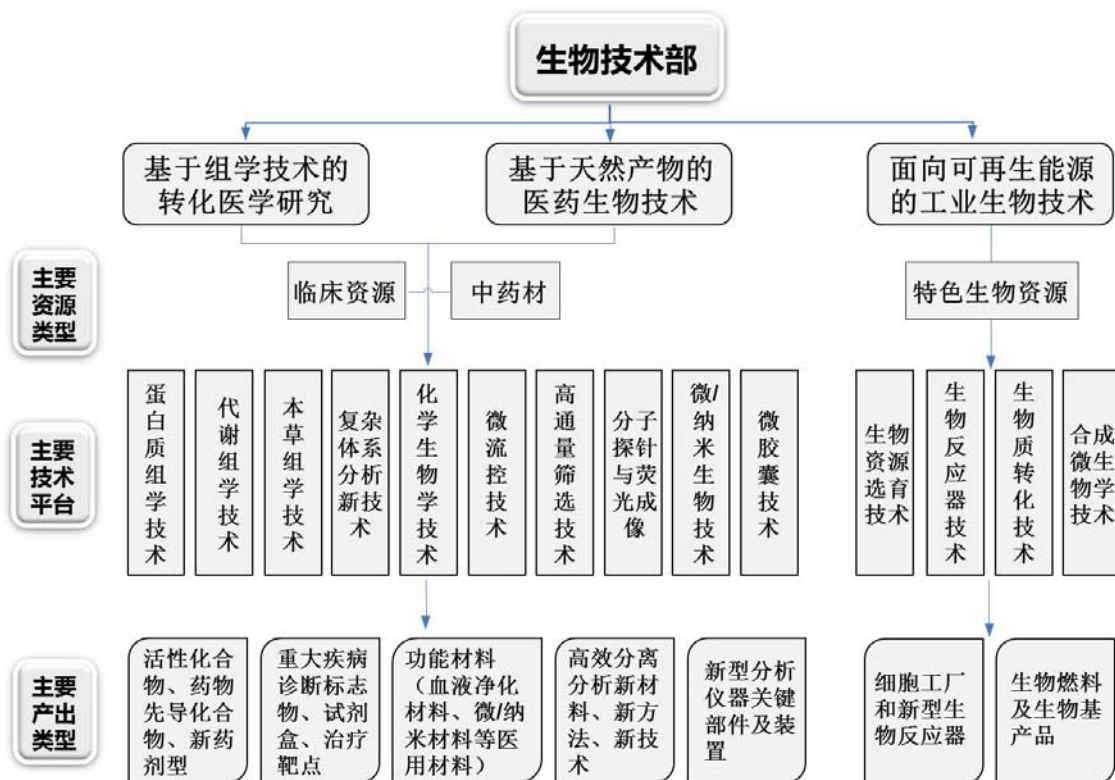 生物技术部
基于组学技术的
转化医学研究
基于天然产物的
医药生物技术
面向可再生能源
的工业生物技术
主要
资源
类型
临床资源
中药材
特色生物资源
主要
技术
平台
蛋白质组学技术
代谢组学技术
本草组学技术
复杂
体系
分析
新技术
化学生物学技术
微流控技术
高通量筛选技术
分子
探针
与荧
光成
像
微/纳米生物技术
微胶囊技术
生物
资源
选育
技术
生物反应器技术
生物质转化技术
合成
微生
物学
技术
主要
产出
类型
活性化合
物、药物
先导化合
物、新药
剂型
重大疾病
诊断标志
物、试剂
盒、治疗
靶点
功能材料
（血液净化
材料、微/纳
米材料等医
用材料）
高效分离
分析新材
料、新方
法、新技
术
新型分析
仪器关键
部件及装
置
细胞工厂
和新型生
物反应器
生物燃料
及生物基
产品